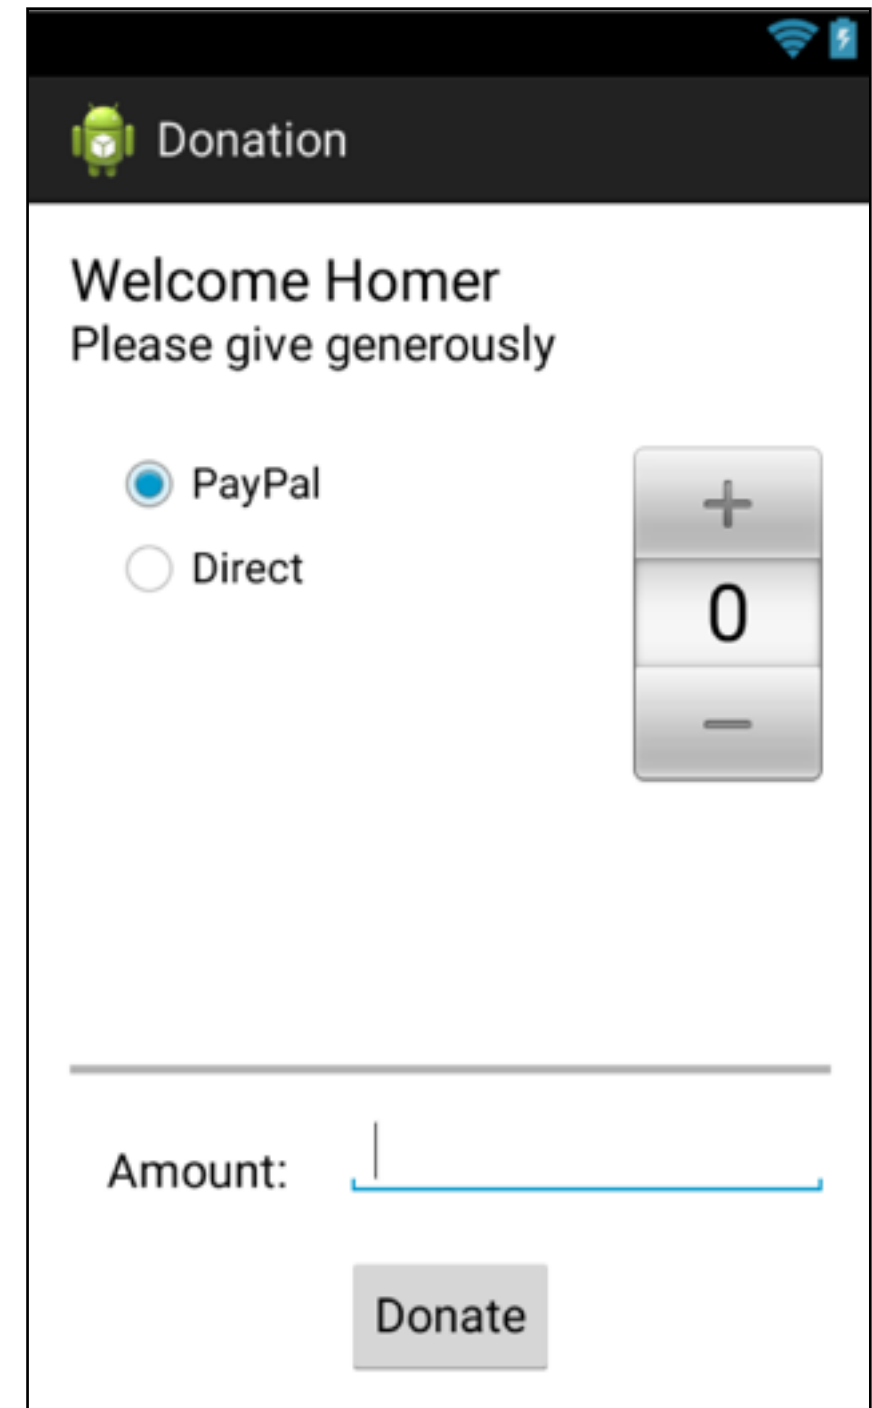 Donation
Welcome Homer
Please give generously
PayPal
Direct
+
0
−
Amount:
Donate